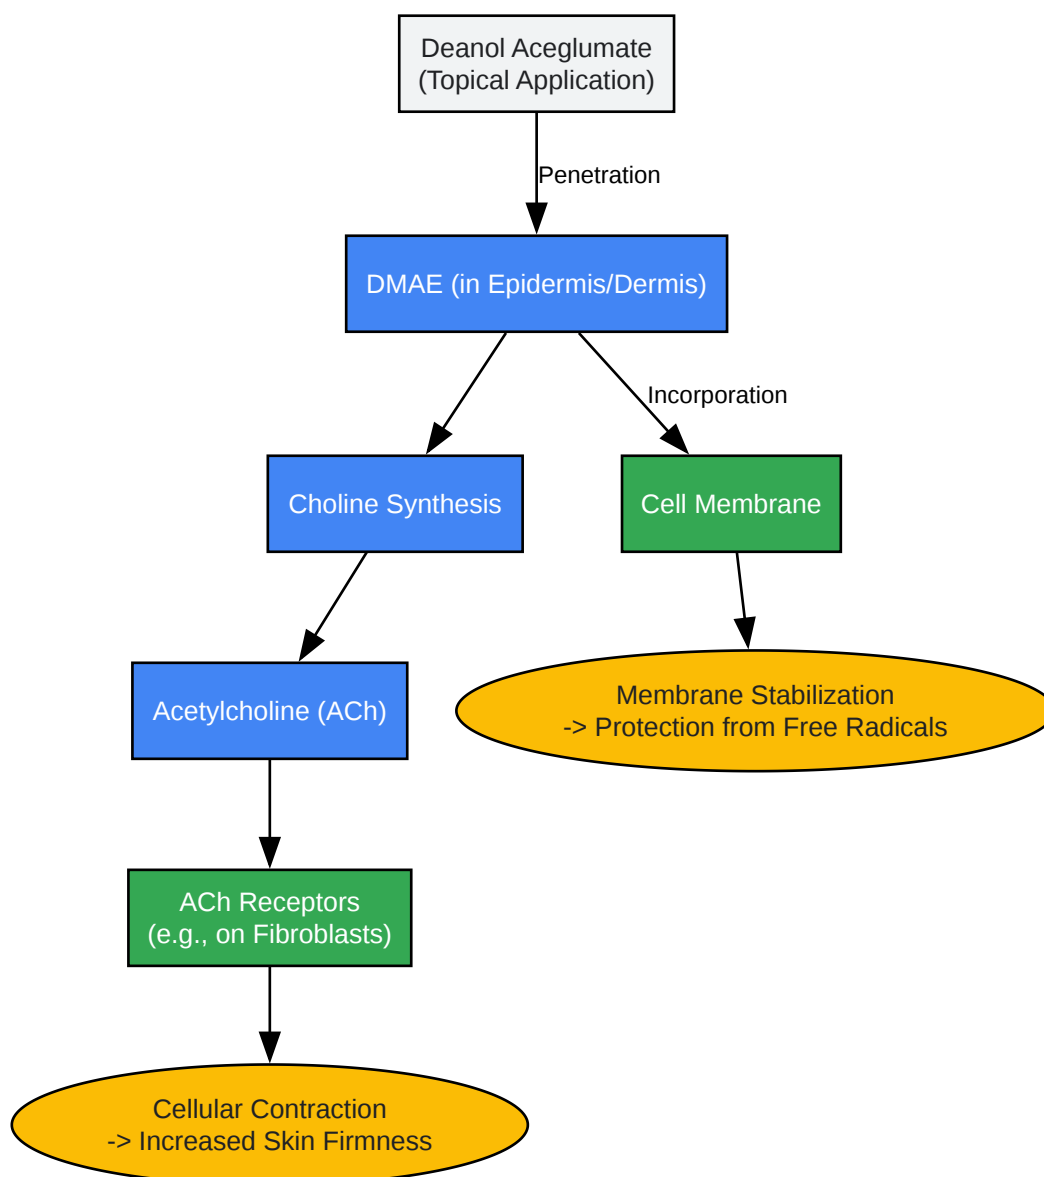 Deanol Aceglumate
(Topical Application)
Penetration
DMAE (in Epidermis/Dermis)
Incorporation
Choline Synthesis
Cell Membrane
Acetylcholine (ACh)
Membrane Stabilization
-> Protection from Free Radicals
ACh Receptors
(e.g., on Fibroblasts)
Cellular Contraction
-> Increased Skin Firmness